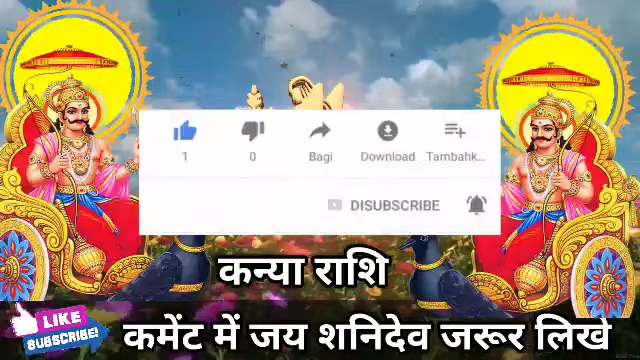 1 0 Bagi Download Tambahk...
DISUBSCRIBE
कन्या राशि
LIKE
SUBSCRIBE!
कमेंट में जय शनिदेव जरूर लिखे